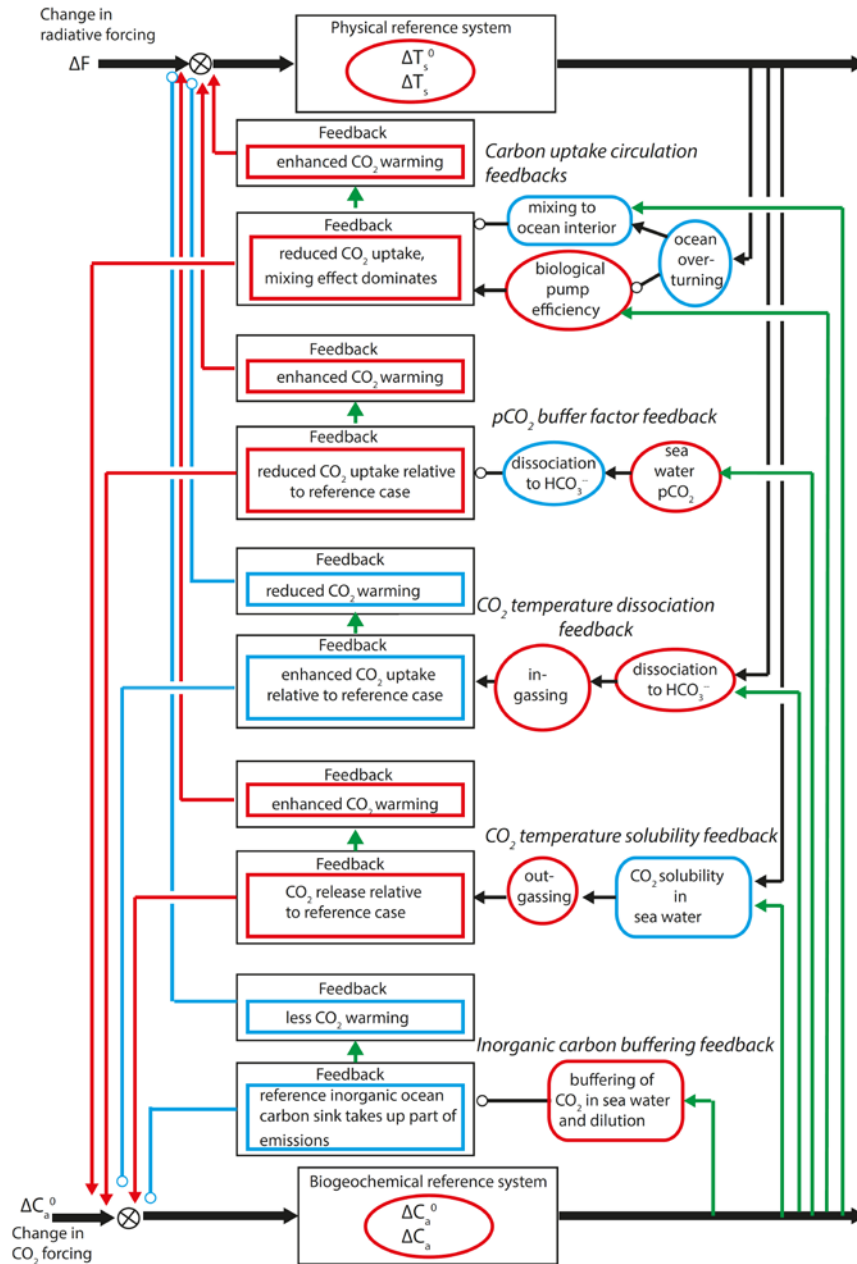 Change in
radiative forcing
ΔF
Physical reference system
ΔTₛ⁰
ΔTₛ
Feedback
enhanced CO₂ warming
Carbon uptake circulation
feedbacks
Feedback
reduced CO₂ uptake,
mixing effect dominates
mixing to
ocean interior
ocean
over-
turning
biological
pump
efficiency
Feedback
enhanced CO₂ warming
pCO₂ buffer factor feedback
Feedback
reduced CO₂ uptake relative
to reference case
dissociation
to HCO₃⁻
sea
water
pCO₂
Feedback
reduced CO₂ warming
CO₂ temperature dissociation
feedback
Feedback
enhanced CO₂ uptake
relative to reference case
in-
gassing
dissociation
to HCO₃⁻
Feedback
enhanced CO₂ warming
CO₂ temperature solubility feedback
Feedback
CO₂ release relative
to reference case
out-
gassing
CO₂ solubility
in
sea water
Feedback
less CO₂ warming
Inorganic carbon buffering feedback
Feedback
reference inorganic ocean
carbon sink takes up part of
emissions
buffering of
CO₂ in sea water
and dilution
Biogeochemical reference system
ΔCₐ⁰
ΔCₐ
ΔCₐ⁰
Change in
CO₂ forcing